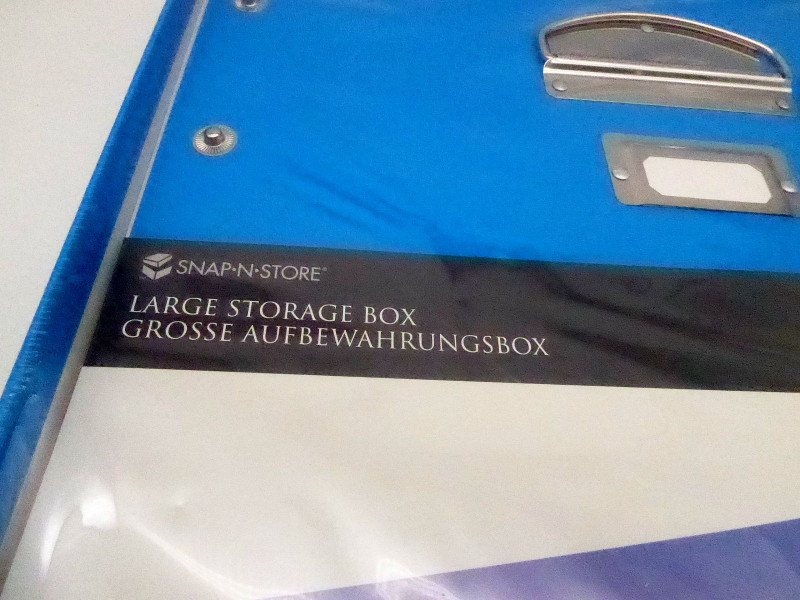 SNAP·N·STORE®
LARGE STORAGE BOX
GROSSE AUFBEWAHRUNGSBOX